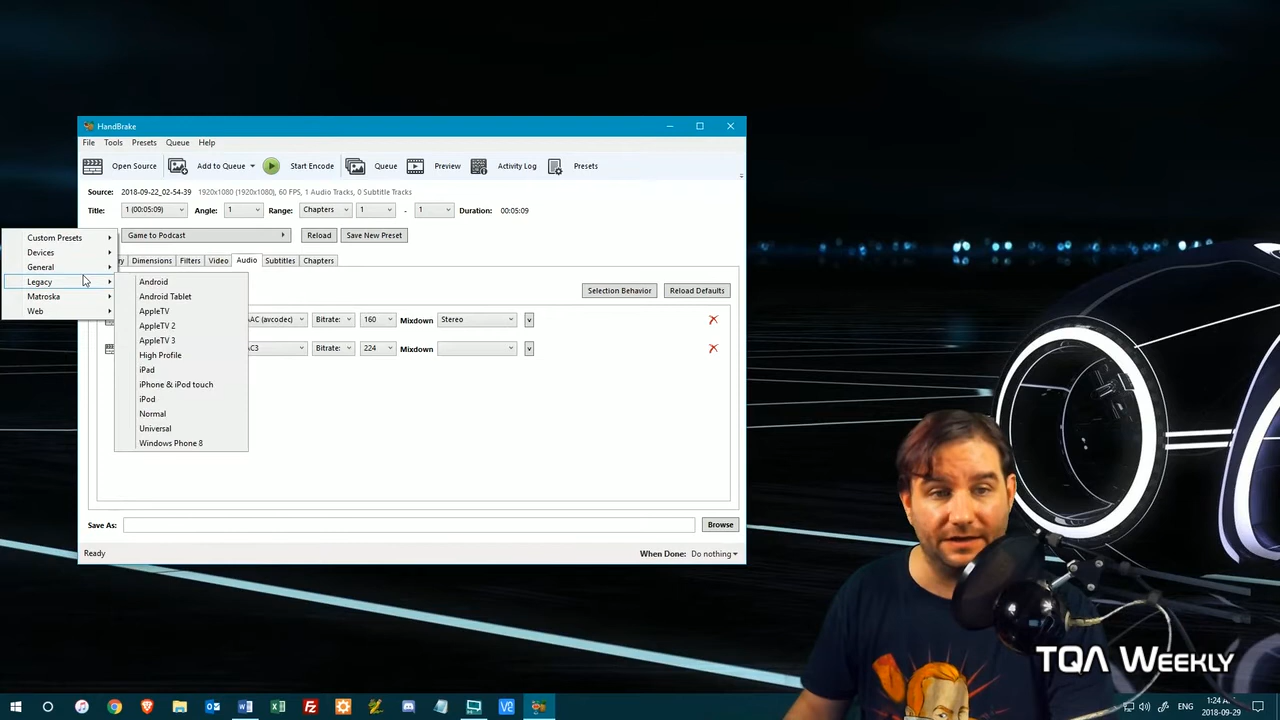 HandBrake
File Tools Presets Queue Help
Open Source Add to Queue Start Encode Queue Preview Activity Log Presets
Source: 2018-09-22_02-54-39 1920x1080 (1920x1080), 60 FPS, 1 Audio Tracks, 0 Subtitle Tracks
Title: 1 (00:05:09) Angle: 1 Range: Chapters 1 - 1 Duration: 00:05:09
Game to Podcast Reload Save New Preset
Custom Presets
Devices
General
Legacy
Matroska
Web
Dimensions Filters Video Audio Subtitles Chapters
Selection Behavior Reload Defaults
AC (avcodec) Bitrate: 160 Mixdown Stereo
C3 Bitrate: 224 Mixdown
Android
Android Tablet
AppleTV
AppleTV 2
AppleTV 3
High Profile
iPad
iPhone & iPod touch
iPod
Normal
Universal
Windows Phone 8
Save As: Browse
Ready When Done: Do nothing
TQA Weekly
ENG 1:24 AM
2018-09-29